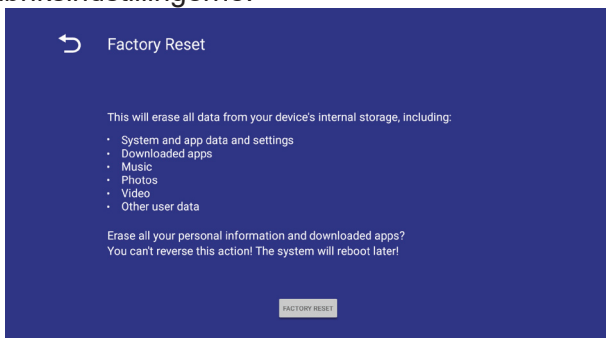 Factory Reset
This will erase all data from your device's internal storage, including:
• System and app data and settings
• Downloaded apps
• Music
• Photos
• Video
• Other user data
Erase all your personal information and downloaded apps?
You can't reverse this action! The system will reboot later!
FACTORY RESET